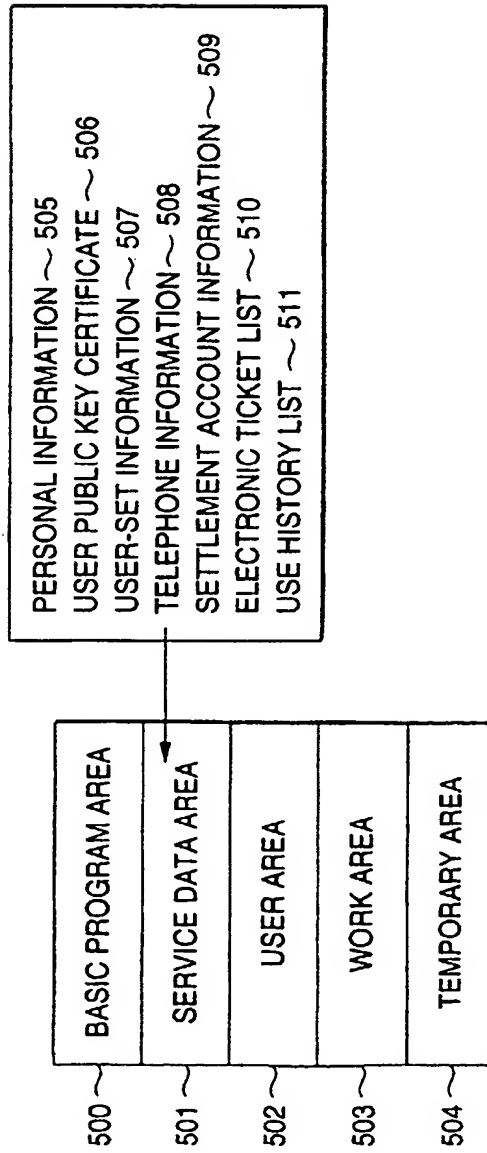 500 ~ BASIC PROGRAM AREA
501 ~ SERVICE DATA AREA
502 ~ USER AREA
503 ~ WORK AREA
504 ~ TEMPORARY AREA
PERSONAL INFORMATION ~ 505
USER PUBLIC KEY CERTIFICATE ~ 506
USER-SET INFORMATION ~ 507
TELEPHONE INFORMATION ~ 508
SETTLEMENT ACCOUNT INFORMATION ~ 509
ELECTRONIC TICKET LIST ~ 510
USE HISTORY LIST ~ 511